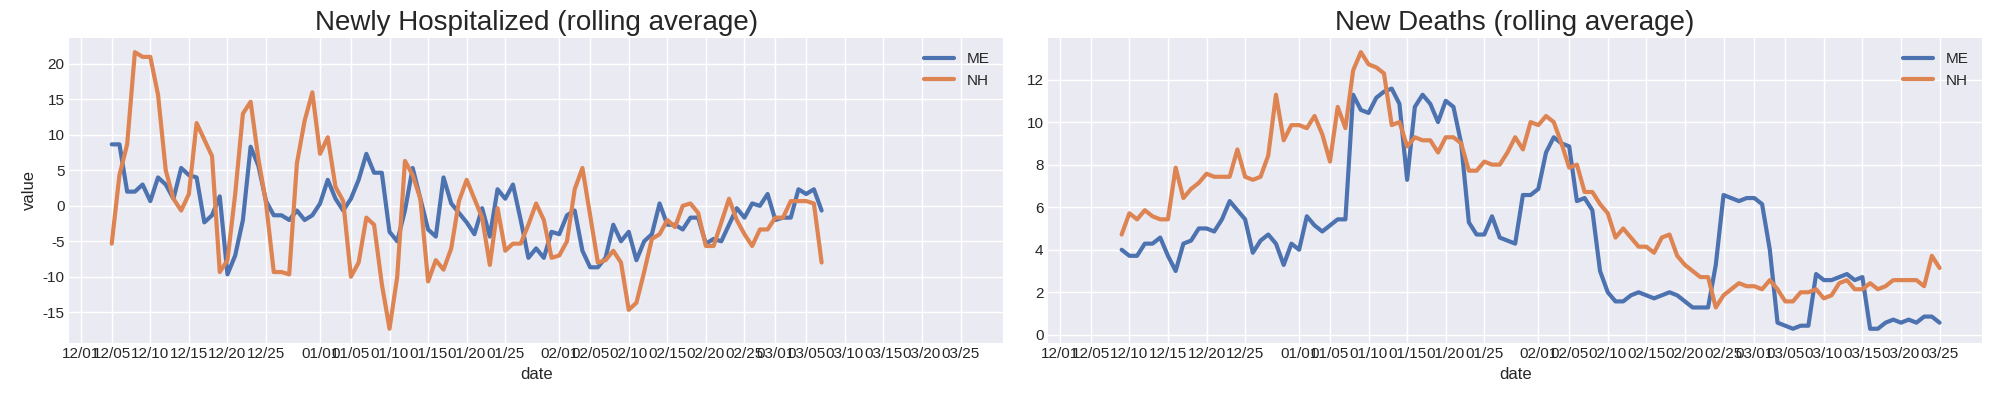 Newly Hospitalized (rolling average)
ME
NH
20
15
10
5
0
-5
-10
-15
value
12/01 12/05 12/10 12/15 12/20 12/25 01/01 01/05 01/10 01/15 01/20 01/25 02/01 02/05 02/10 02/15 02/20 02/25 03/01 03/05 03/10 03/15 03/20 03/25
date
New Deaths (rolling average)
ME
NH
12
10
8
6
4
2
0
12/01 12/05 12/10 12/15 12/20 12/25 01/01 01/05 01/10 01/15 01/20 01/25 02/01 02/05 02/10 02/15 02/20 02/25 03/01 03/05 03/10 03/15 03/20 03/25
date